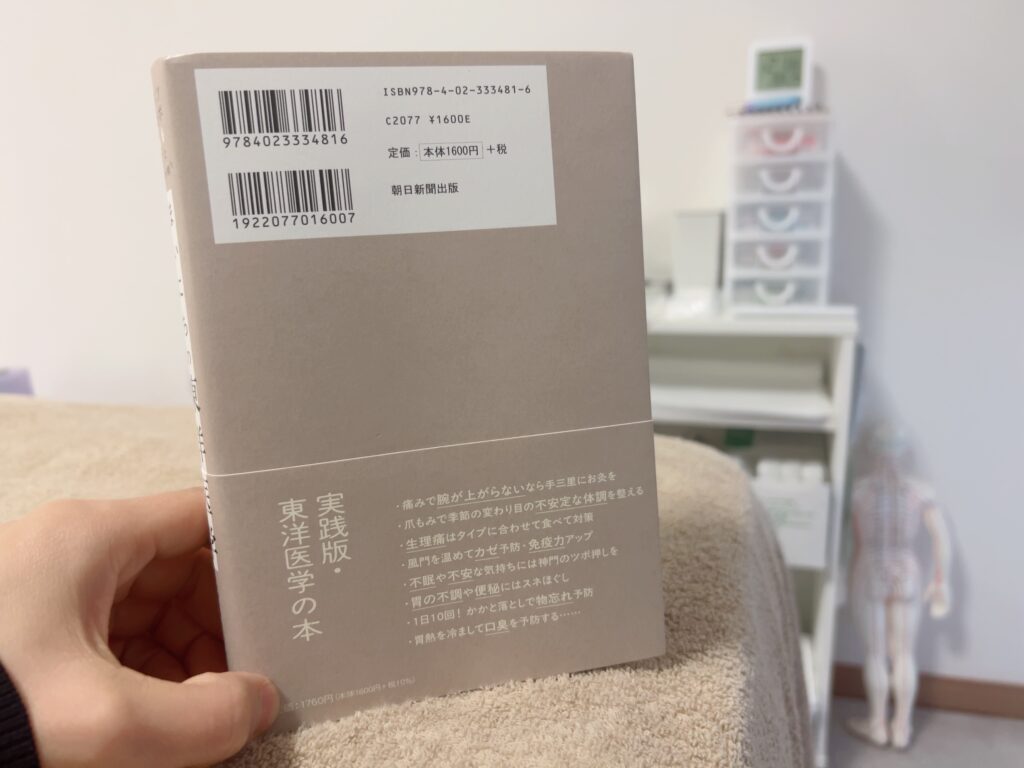 ISBN978-4-02-333481-6
9784023334816
C2077 ¥1600E
定価：本体1600円＋税
1922077016007
朝日新聞出版
実践版・
東洋医学の本
・痛みで腕が上がらないなら手三里にお灸を
・爪もみで季節の変わり目の不安定な体調を整える
・生理痛はタイプに合わせて食べて対策
・風門を温めてカゼ予防・免疫力アップ
・不眠や不安な気持ちには神門のツボ押しを
・胃の不調や便秘にはスネほぐし
・1日10回！ かかと落としで物忘れ予防
・胃熱を冷まして口臭を予防する……
価：1760円（本体1600円＋税10%）